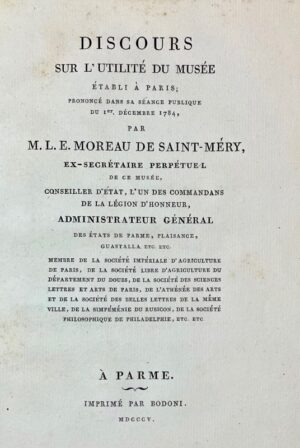 DISCOURS
SUR L'UTILITÉ DU MUSÉE
ÉTABLI À PARIS;
PRONONCÉ DANS SA SÉANCE PUBLIQUE
DU 1er. DÉCEMBRE 1784,
PAR
M. L. E. MOREAU DE SAINT-MÉRY,
EX-SECRÉTAIRE PERPÉTUEL
DE CE MUSÉE,
CONSEILLER D'ÉTAT, L'UN DES COMMANDANS
DE LA LÉGION D'HONNEUR,
ADMINISTRATEUR GÉNÉRAL
DES ÉTATS DE PARME, PLAISANCE,
GUASTALLA ETC. ETC.
MEMBRE DE LA SOCIÉTÉ IMPÉRIALE D'AGRICULTURE
DE PARIS, DE LA SOCIÉTÉ LIBRE D'AGRICULTURE DU
DÉPARTEMENT DU DOUBS, DE LA SOCIÉTÉ DES SCIENCES
LETTRES ET ARTS DE PARIS, DE L'ATHÉNÉE DES ARTS
ET DE LA SOCIÉTÉ DES BELLES LETTRES DE LA MÊME
VILLE, DE LA SIMPÉMÉNIE DU RUBICON, DE LA SOCIÉTÉ
PHILOSOPHIQUE DE PHILADELPHIE, ETC. ETC
À PARME.
IMPRIMÉ PAR BODONI.
MDCCCV.